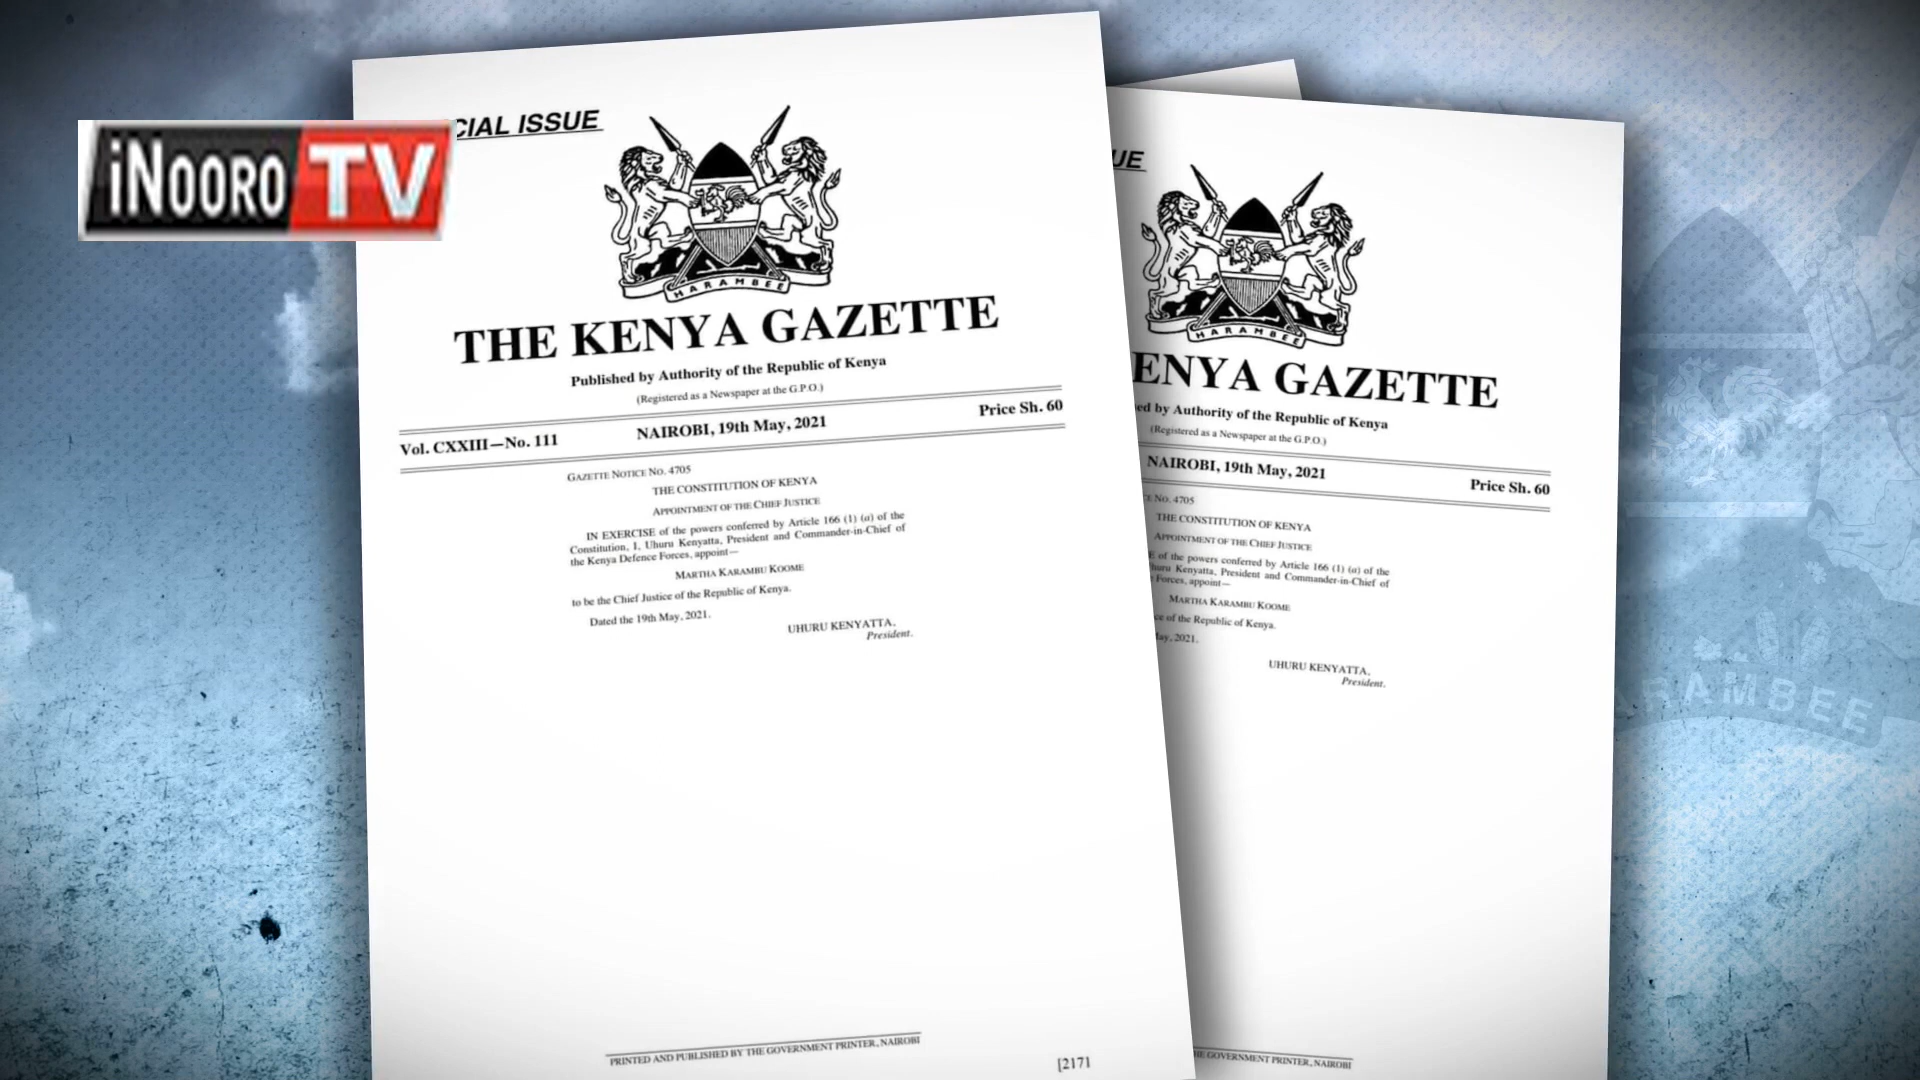 iNOORO TV
CIAL ISSUE
HARAMBEE
THE KENYA GAZETTE
Published by Authority of the Republic of Kenya
(Registered as a Newspaper at the G.P.O.)
Vol. CXXIII—No. 111
NAIROBI, 19th May, 2021
Price Sh. 60
GAZETTE NOTICE NO. 4705
THE CONSTITUTION OF KENYA
APPOINTMENT OF THE CHIEF JUSTICE
IN EXERCISE of the powers conferred by Article 166 (1) (a) of the
Constitution, I, Uhuru Kenyatta, President and Commander-in-Chief of
the Kenya Defence Forces, appoint—
MARTHA KARAMBU KOOME
to be the Chief Justice of the Republic of Kenya.
Dated the 19th May, 2021.
UHURU KENYATTA,
President.
PRINTED AND PUBLISHED BY THE GOVERNMENT PRINTER, NAIROBI
[2171
UE
HARAMBEE
ENYA GAZETTE
ed by Authority of the Republic of Kenya
(Registered as a Newspaper at the G.P.O.)
NAIROBI, 19th May, 2021
Price Sh. 60
NO. 4705
THE CONSTITUTION OF KENYA
APPOINTMENT OF THE CHIEF JUSTICE
of the powers conferred by Article 166 (1) (a) of the
Kenyatta, President and Commander-in-Chief of
Forces, appoint—
MARTHA KARAMBU KOOME
of the Republic of Kenya.
May, 2021.
UHURU KENYATTA,
President.
GOVERNMENT PRINTER, NAIROBI
ARAMBEE